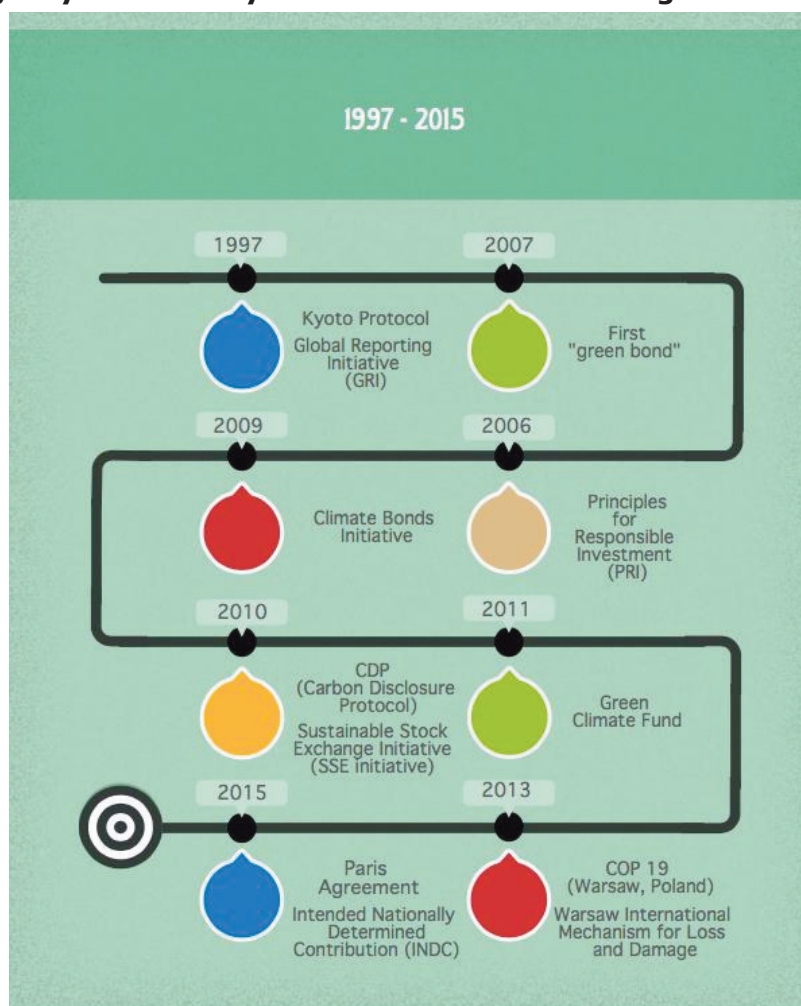 1997 - 2015
1997
Kyoto Protocol
Global Reporting
Initiative
(GRI)
2007
First
"green bond"
2009
Climate Bonds
Initiative
2006
Principles
for
Responsible
Investment
(PRI)
2010
CDP
(Carbon Disclosure
Protocol)
Sustainable Stock
Exchange Initiative
(SSE initiative)
2011
Green
Climate Fund
2015
Paris
Agreement
Intended Nationally
Determined
Contribution (INDC)
2013
COP 19
(Warsaw, Poland)
Warsaw International
Mechanism for Loss
and Damage